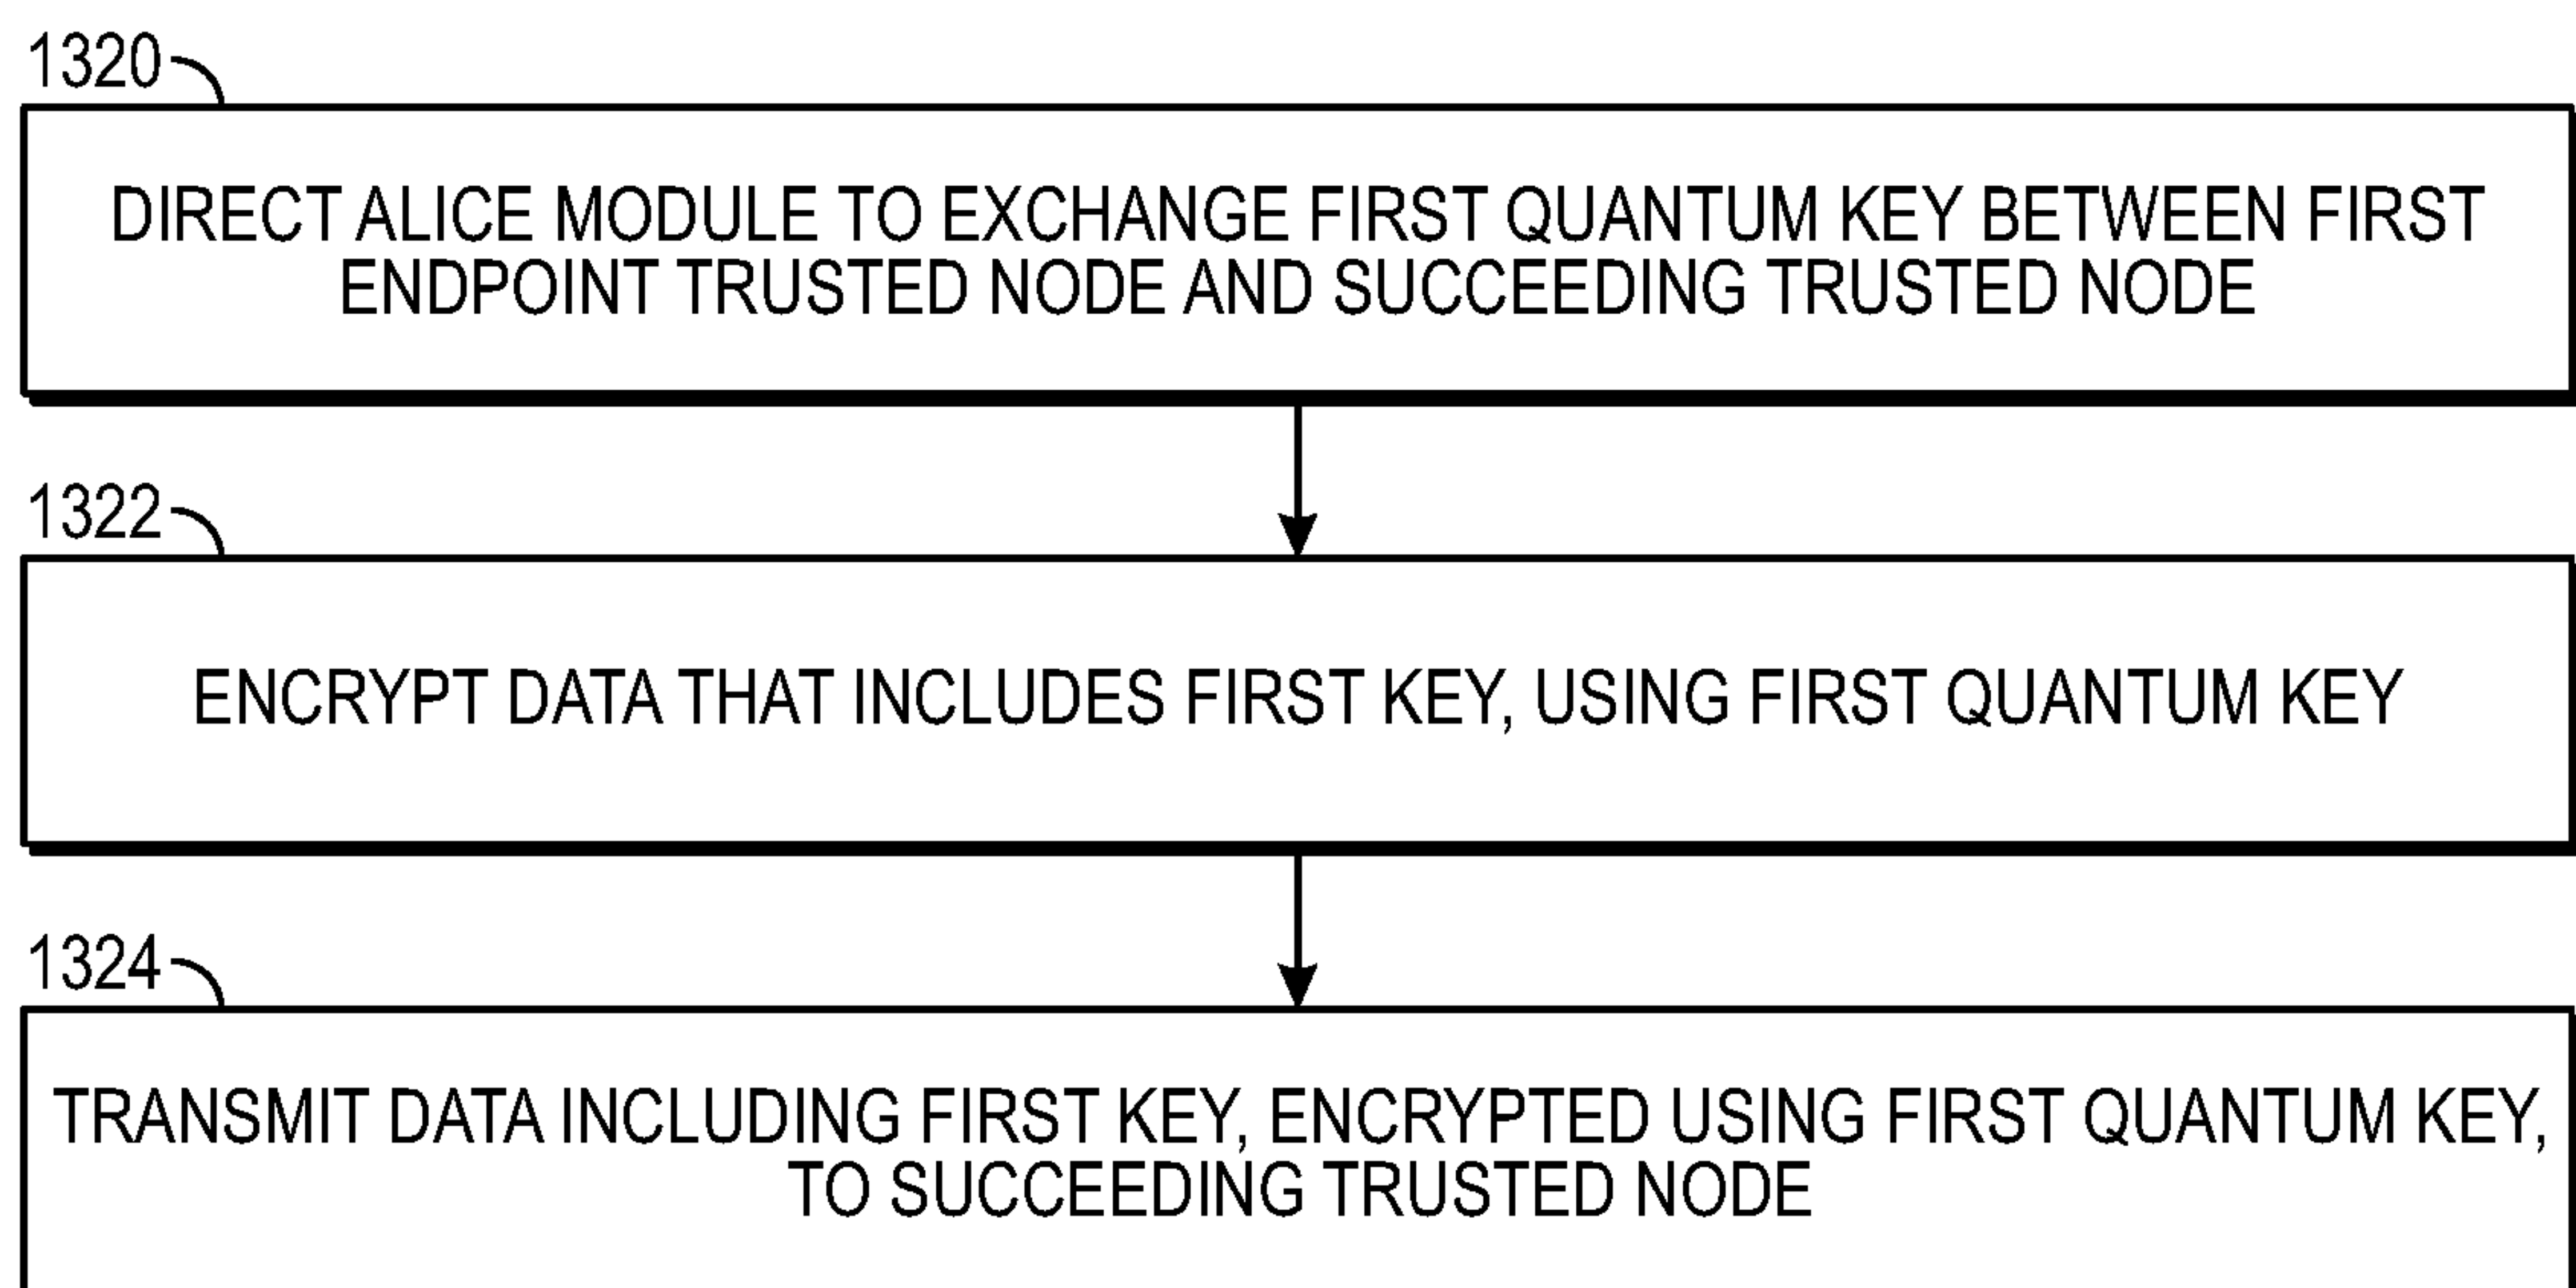 1320
DIRECT ALICE MODULE TO EXCHANGE FIRST QUANTUM KEY BETWEEN FIRST
ENDPOINT TRUSTED NODE AND SUCCEEDING TRUSTED NODE
1322
ENCRYPT DATA THAT INCLUDES FIRST KEY, USING FIRST QUANTUM KEY
1324
TRANSMIT DATA INCLUDING FIRST KEY, ENCRYPTED USING FIRST QUANTUM KEY,
TO SUCCEEDING TRUSTED NODE